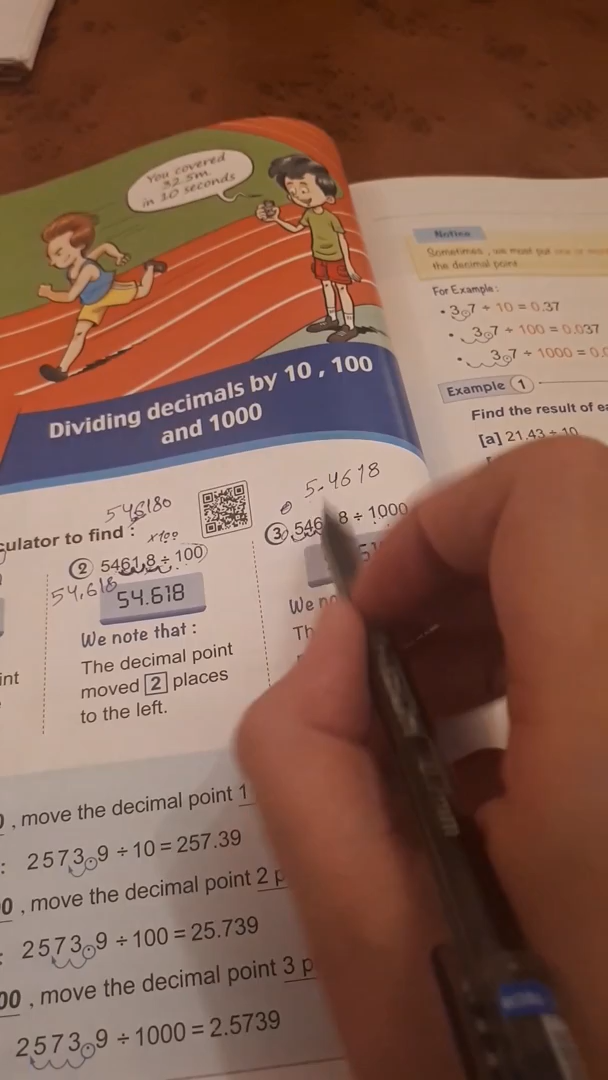 You covered
32.5m
in 10 seconds
Dividing decimals by 10 , 100
and 1000
546180
culator to find :
x100
2 5461.8 ÷ 100
54.618
54.618
We note that :
The decimal point
moved 2 places
to the left.
int
5.4618
3 546 8 ÷ 1000
We no
Th
0 , move the decimal point 1
: 2573.9 ÷ 10 = 257.39
00 , move the decimal point 2 p
: 2573.9 ÷ 100 = 25.739
00 , move the decimal point 3 p
2573.9 ÷ 1000 = 2.5739
Notice
Sometimes , we must put one or
the decimal point
For Example :
• 3.7 ÷ 10 = 0.37
• 3.7 ÷ 100 = 0.037
• 3.7 ÷ 1000 = 0.0
Example 1
Find the result of ea
[a] 21.43 ÷ 10